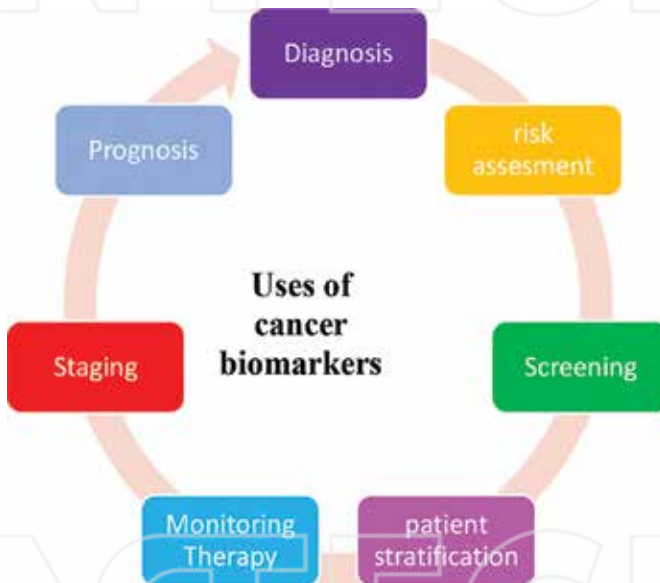 Diagnosis
risk
assesment
Screening
patient
stratification
Monitoring
Therapy
Staging
Prognosis
Uses of
cancer
biomarkers